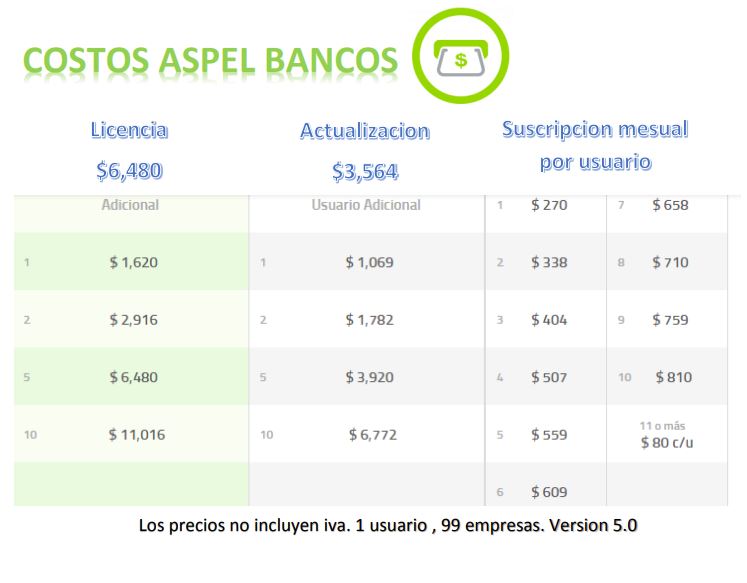 COSTOS ASPEL BANCOS
$
Licencia Actualizacion Suscripcion mesual
$6,480 $3,564 por usuario
Adicional Usuario Adicional 1 $ 270 7 $ 658
1 $ 1,620 1 $ 1,069 2 $ 338 8 $ 710
2 $ 2,916 2 $ 1,782 3 $ 404 9 $ 759
5 $ 6,480 5 $ 3,920 4 $ 507 10 $ 810
10 $ 11,016 10 $ 6,772 5 $ 559 11 o más
$ 80 c/u
6 $ 609
Los precios no incluyen iva. 1 usuario , 99 empresas. Version 5.0